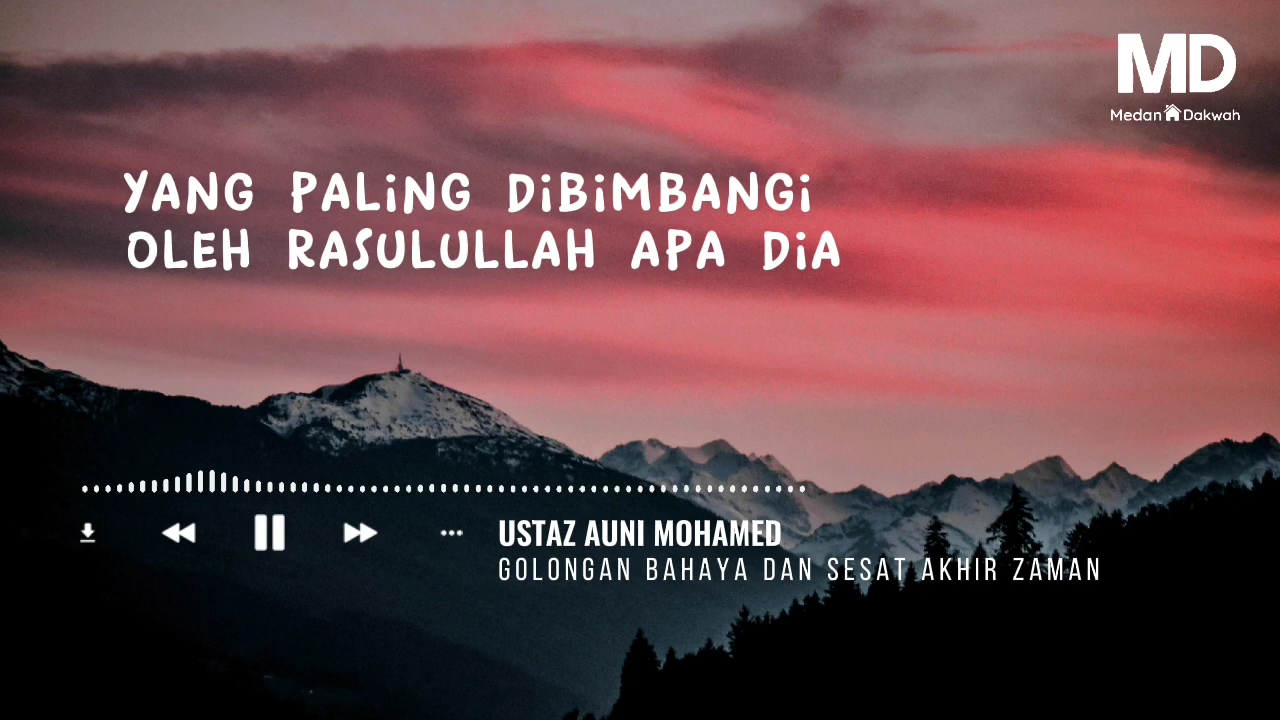 MD
Medan Dakwah
YANG PALiNG DiBiMBANGi
OLEH RASULULLAH APA DiA
USTAZ AUNI MOHAMED
GOLONGAN BAHAYA DAN SESAT AKHIR ZAMAN